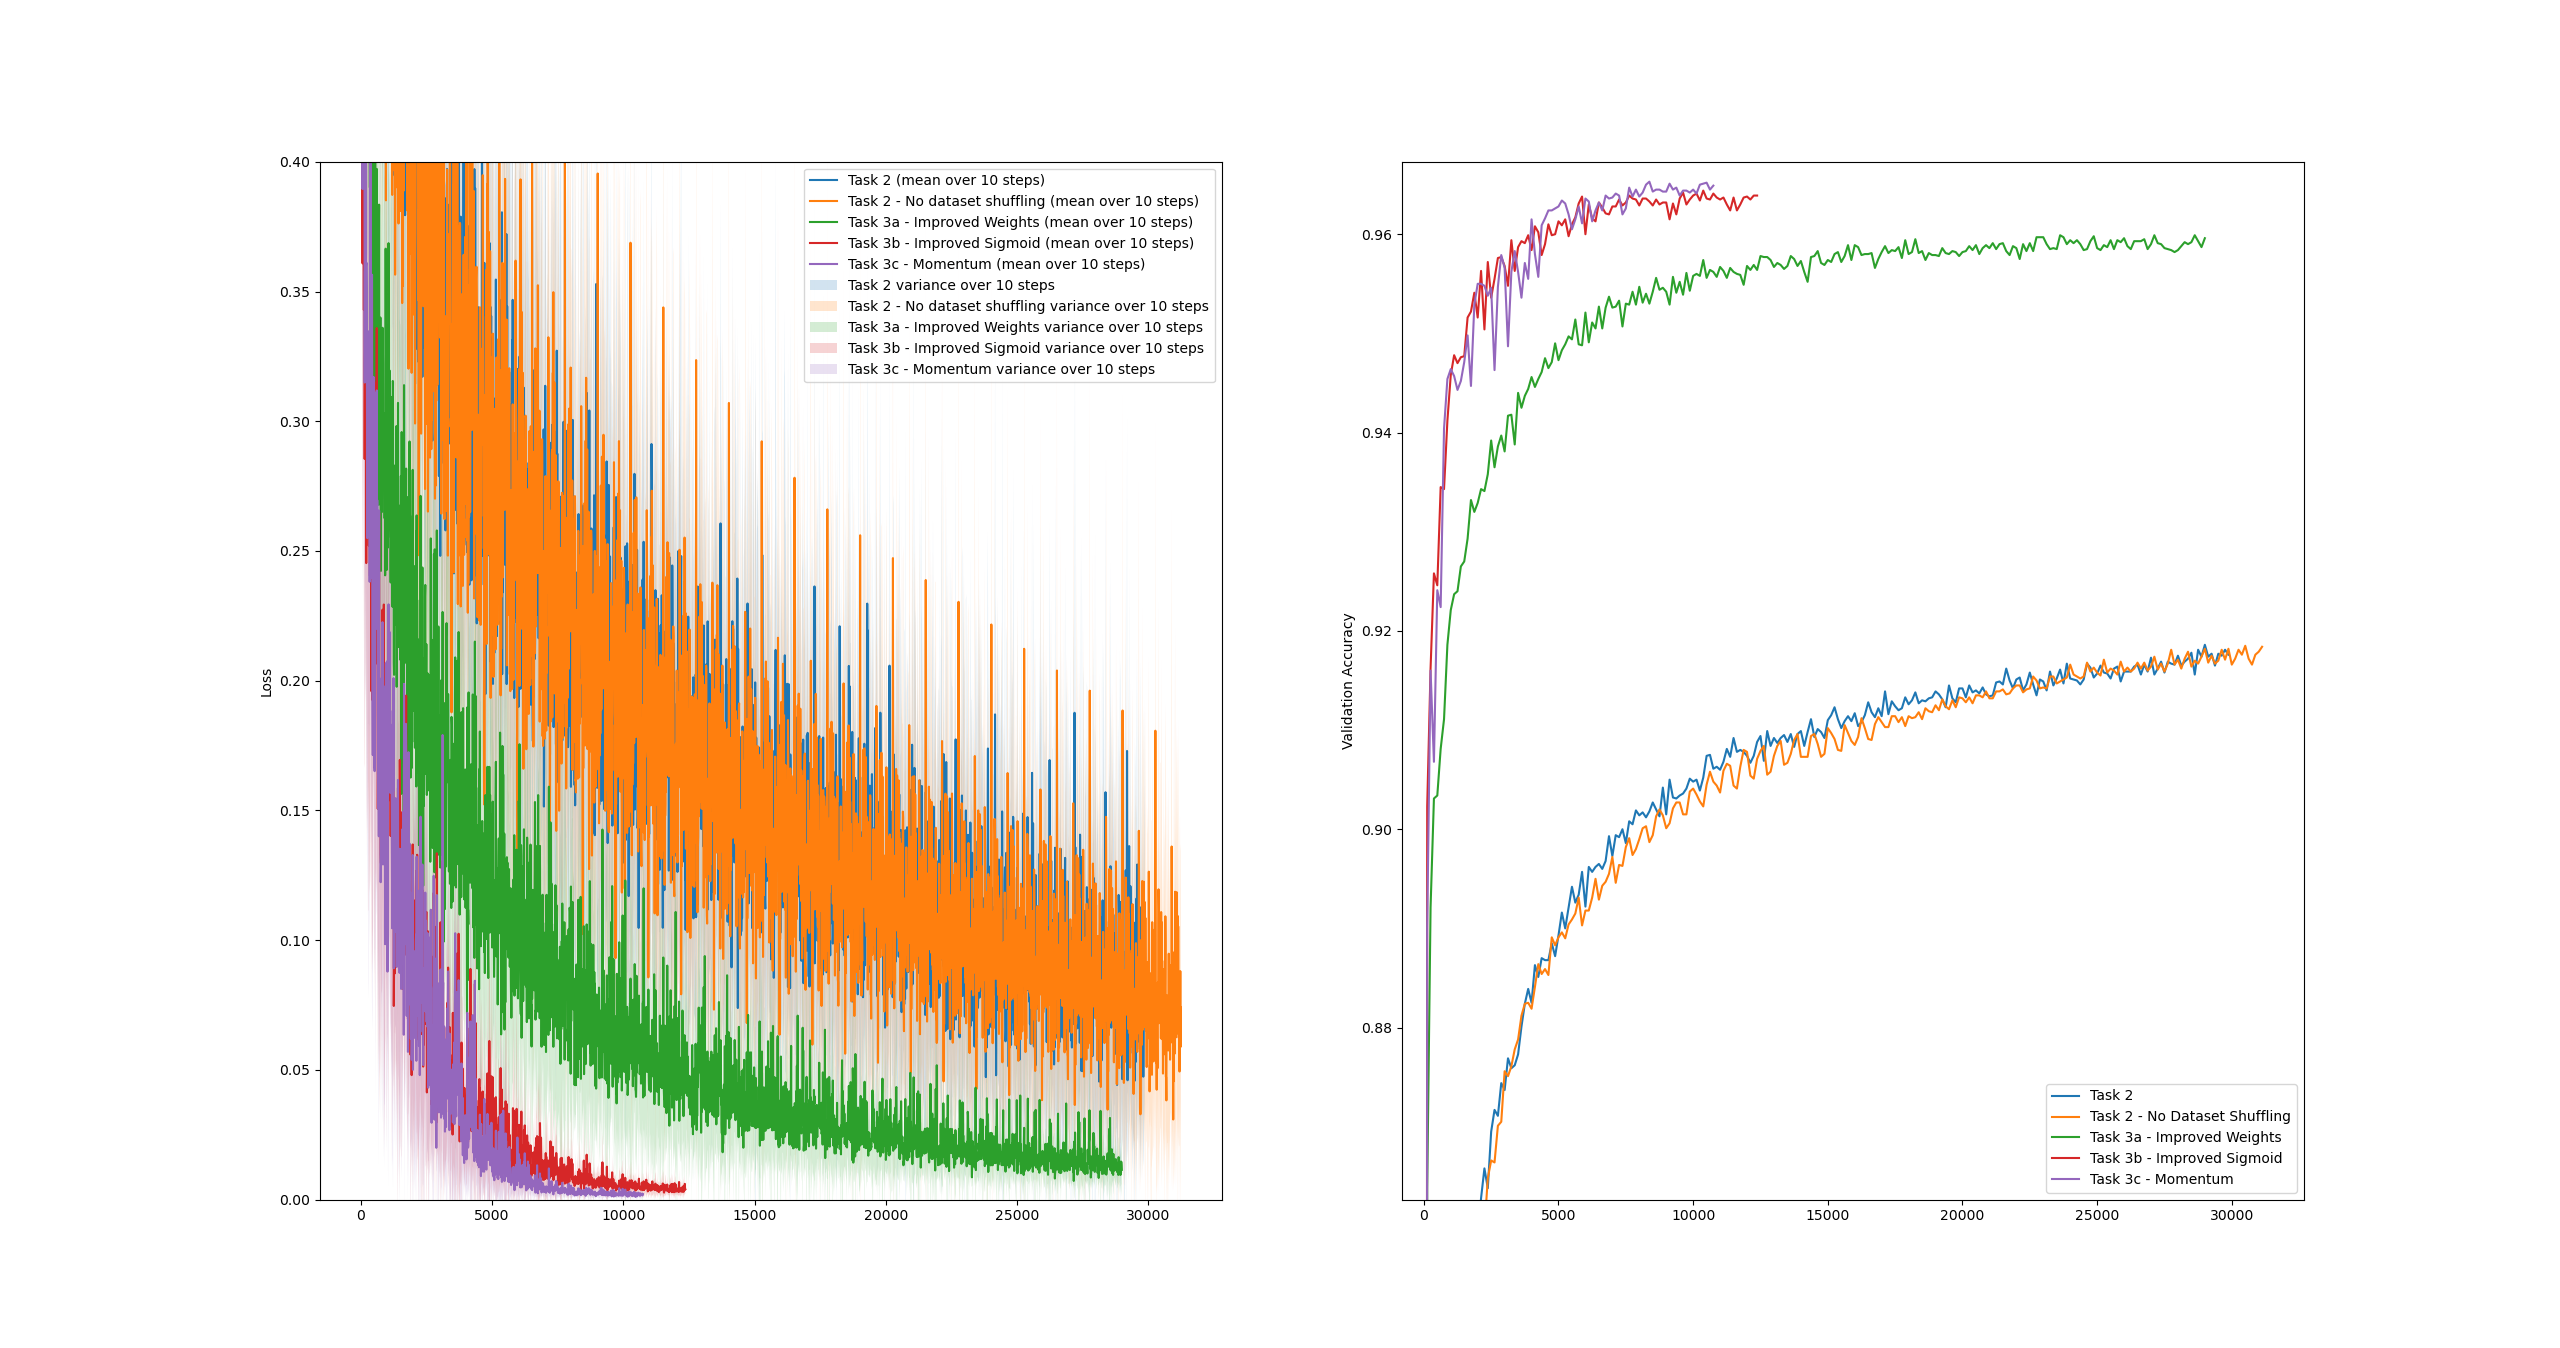 0.40
0.35
0.30
0.25
0.20
0.15
0.10
0.05
0.00
Loss
0
5000
10000
15000
20000
25000
30000
Task 2 (mean over 10 steps)
Task 2 - No dataset shuffling (mean over 10 steps)
Task 3a - Improved Weights (mean over 10 steps)
Task 3b - Improved Sigmoid (mean over 10 steps)
Task 3c - Momentum (mean over 10 steps)
Task 2 variance over 10 steps
Task 2 - No dataset shuffling variance over 10 steps
Task 3a - Improved Weights variance over 10 steps
Task 3b - Improved Sigmoid variance over 10 steps
Task 3c - Momentum variance over 10 steps
0.96
0.94
0.92
0.90
0.88
Validation Accuracy
0
5000
10000
15000
20000
25000
30000
Task 2
Task 2 - No Dataset Shuffling
Task 3a - Improved Weights
Task 3b - Improved Sigmoid
Task 3c - Momentum